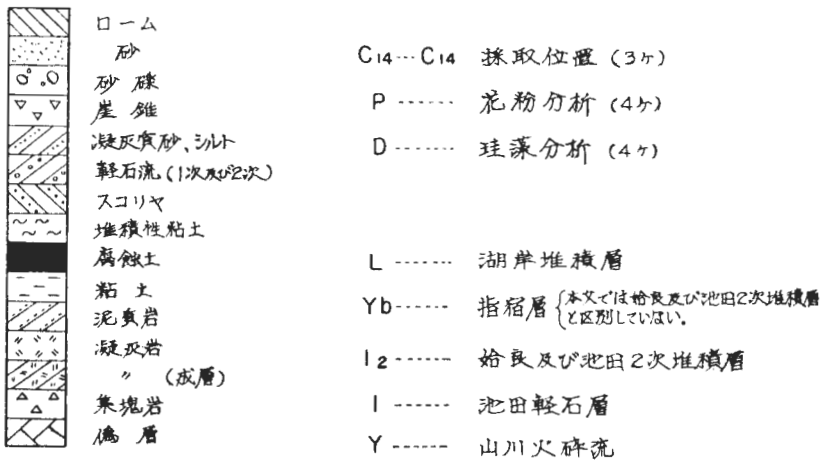 ローム
砂
砂礫
崖錐
凝灰質砂、シルト
軽石流(1次及び2次)
スコリヤ
堆積性粘土
腐蝕土
粘土
泥質岩
凝灰岩
〃 (成層)
集塊岩
偽層
C14…C14 採取位置(3ヶ)
P ------ 花粉分析(4ヶ)
D ------ 珪藻分析(4ヶ)
L ------ 湖岸堆積層
Yb ------ 指宿層{本文では姶良及び池田2次堆積層
と区別していない。
I2 ------ 姶良及び池田2次堆積層
I ------ 池田軽石層
Y ------ 山川火砕流